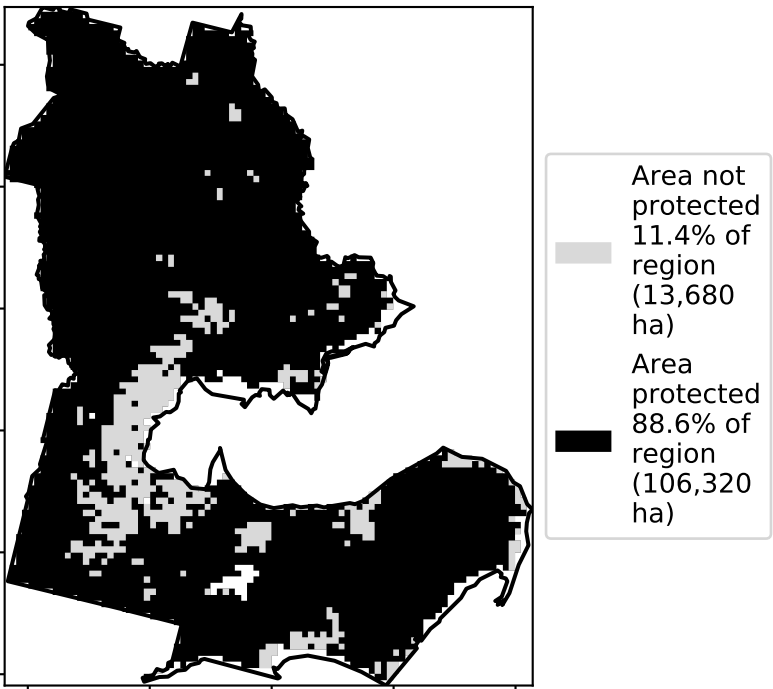 Area not
protected
11.4% of
region
(13,680
ha)
Area
protected
88.6% of
region
(106,320
ha)